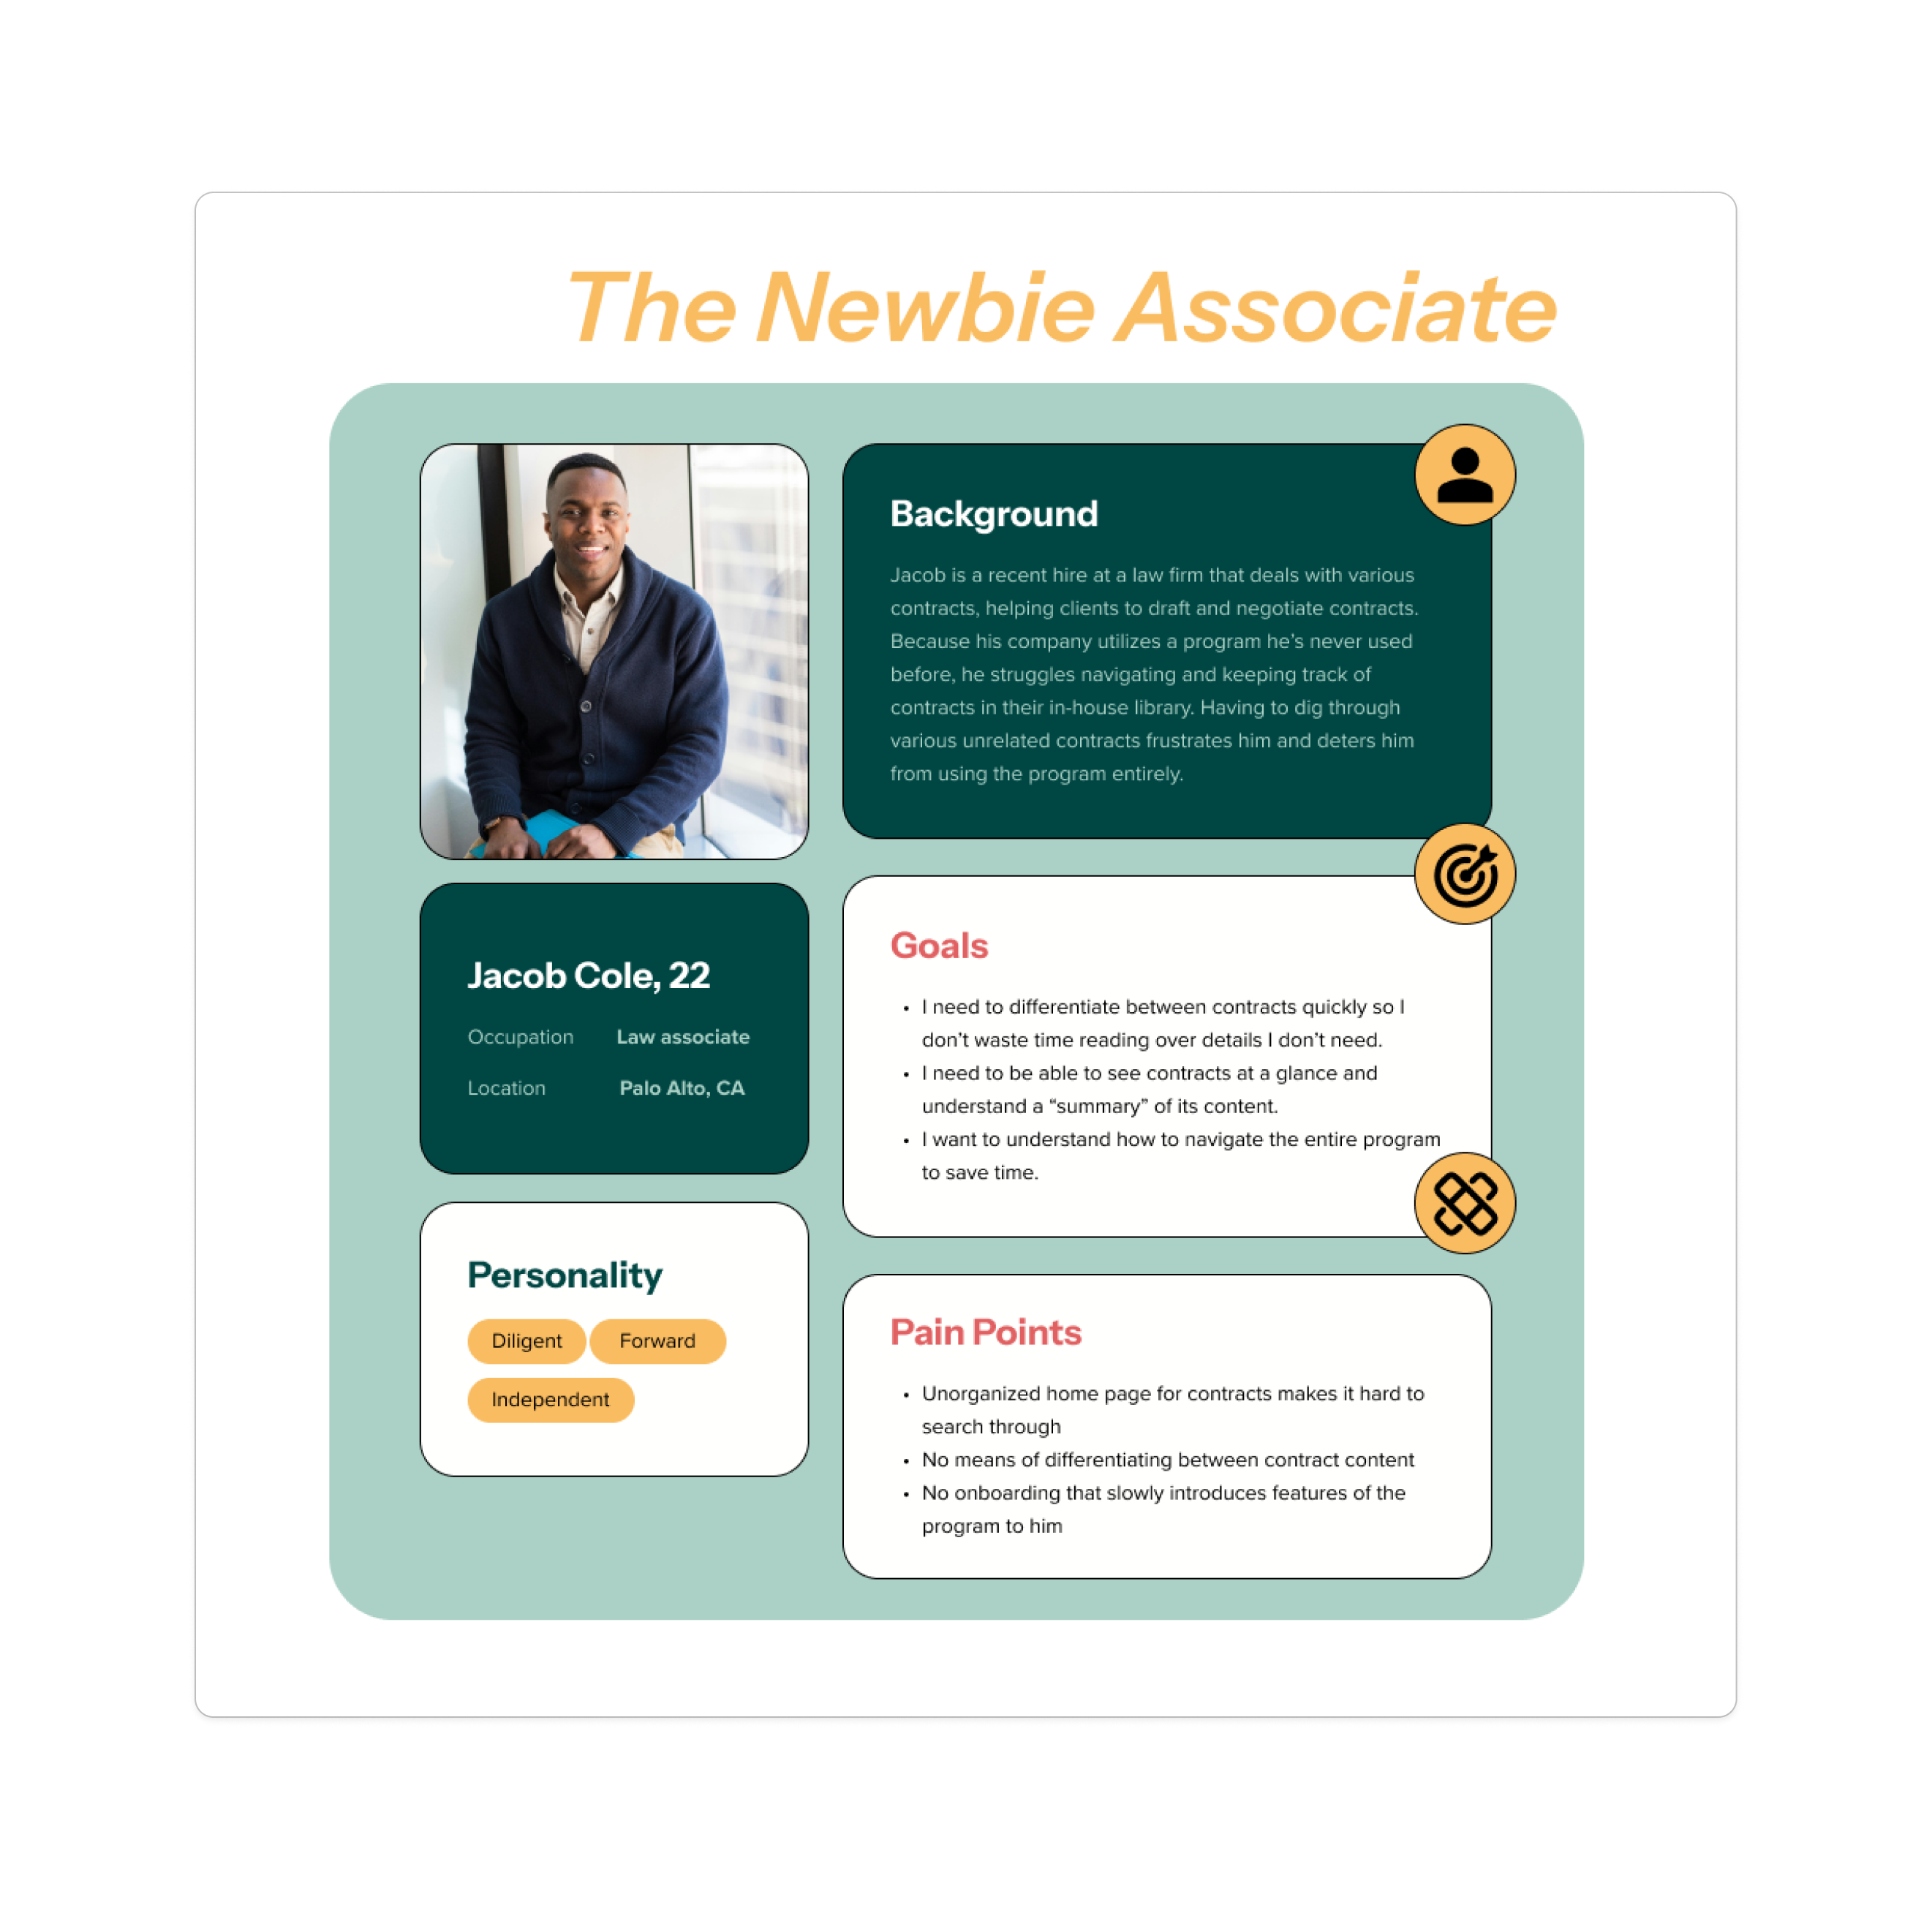 The Newbie Associate
Jacob Cole, 22
Occupation Law associate
Location Palo Alto, CA
Personality
Diligent Forward
Independent
Background
Jacob is a recent hire at a law firm that deals with various
contracts, helping clients to draft and negotiate contracts.
Because his company utilizes a program he’s never used
before, he struggles navigating and keeping track of
contracts in their in-house library. Having to dig through
various unrelated contracts frustrates him and deters him
from using the program entirely.
Goals
• I need to differentiate between contracts quickly so I
don’t waste time reading over details I don’t need.
• I need to be able to see contracts at a glance and
understand a “summary” of its content.
• I want to understand how to navigate the entire program
to save time.
Pain Points
• Unorganized home page for contracts makes it hard to
search through
• No means of differentiating between contract content
• No onboarding that slowly introduces features of the
program to him